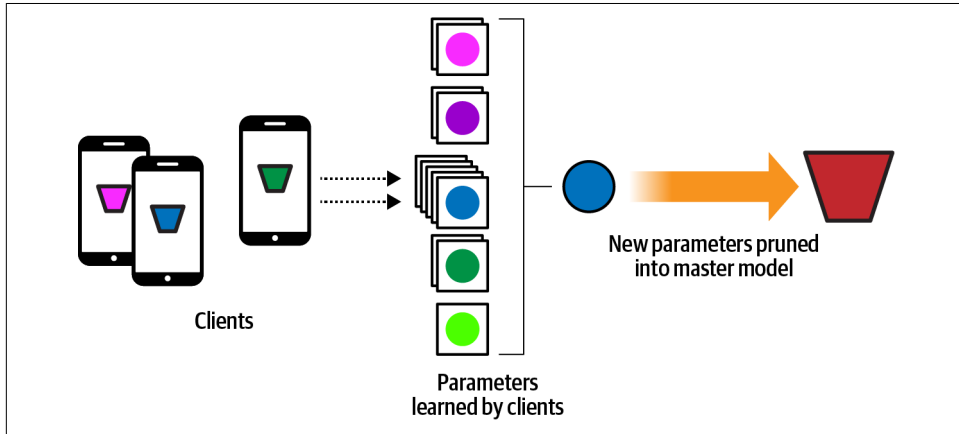 Clients
Parameters
learned by clients
New parameters pruned
into master model